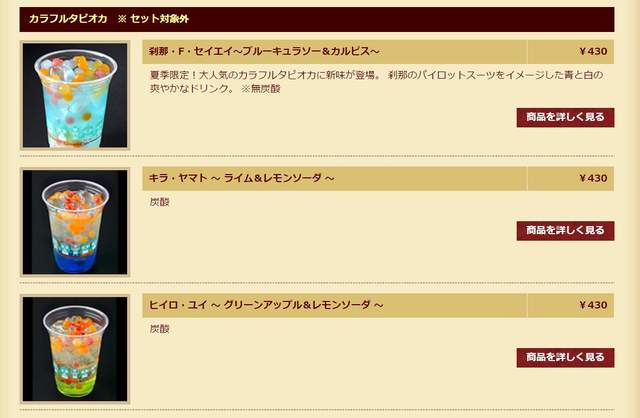 カラフルタピオカ　※ セット対象外
刹那・F・セイエイ～ブルーキュラソー＆カルピス～
￥430
夏季限定！大人気のカラフルタピオカに新味が登場。 刹那のパイロットスーツをイメージした青と白の
爽やかなドリンク。 ※無炭酸
商品を詳しく見る
キラ・ヤマト ～ ライム＆レモンソーダ ～
￥430
炭酸
商品を詳しく見る
ヒイロ・ユイ ～ グリーンアップル＆レモンソーダ ～
￥430
炭酸
商品を詳しく見る